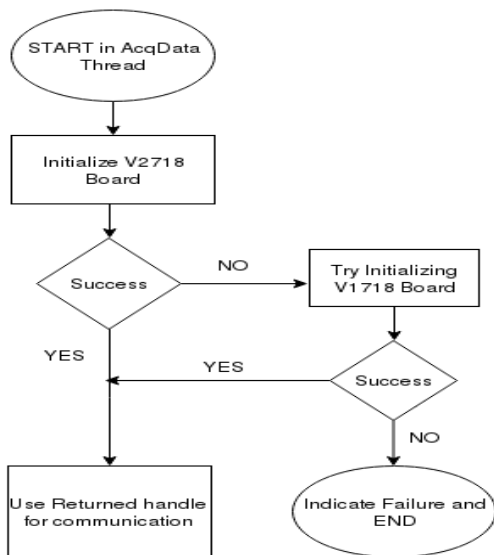 START in AcqData
Thread
Initialize V2718
Board
Success
NO
Try Initializing
V1718 Board
YES
YES
Success
NO
Use Returned handle
for communication
Indicate Failure and
END